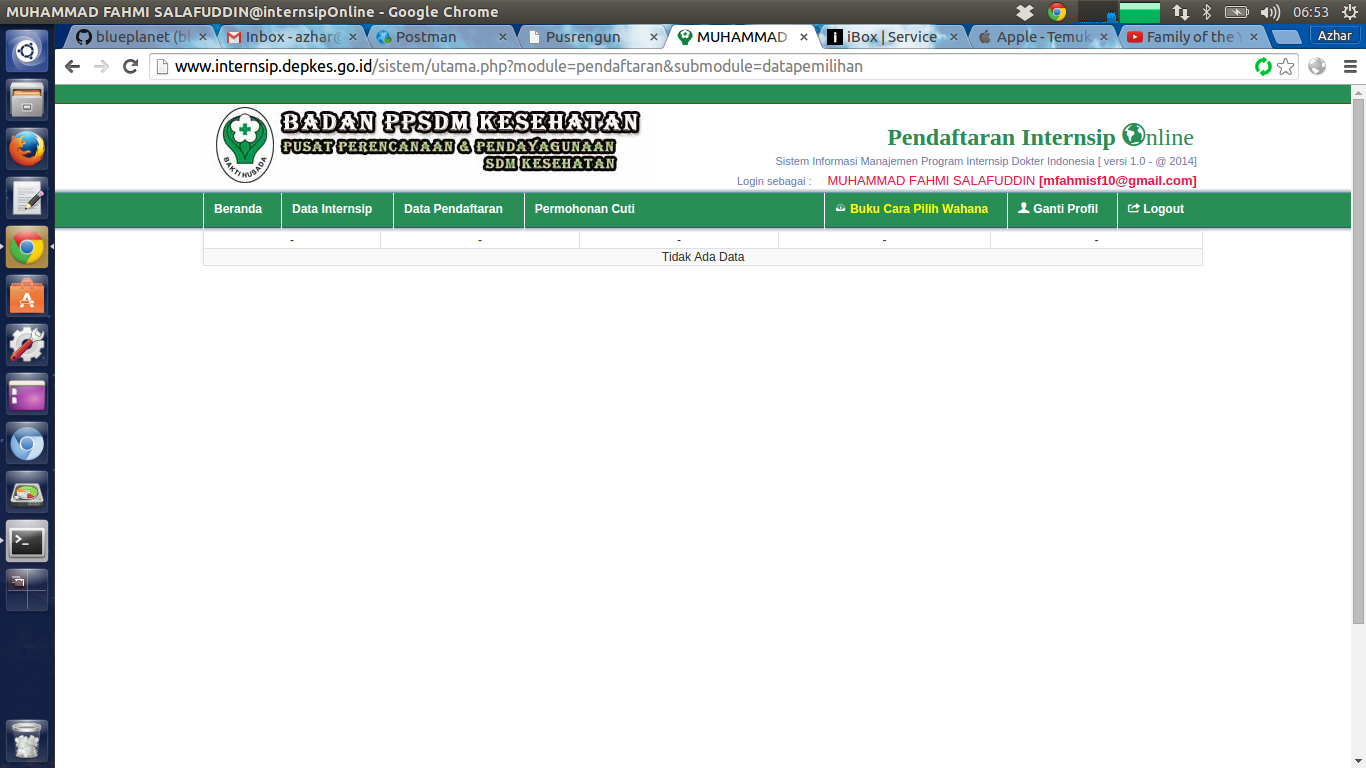 MUHAMMAD FAHMI SALAFUDDIN@internsipOnline - Google Chrome
06:53
blueplanet (bl
Inbox - azhar@
Postman
Pusrengun
MUHAMMAD
iBox | Service
Apple - Temuk
Family of the Y
Azhar
www.internsip.depkes.go.id/sistem/utama.php?module=pendaftaran&submodule=datapemilihan
BAKTI HUSADA
BADAN PPSDM KESEHATAN
PUSAT PERENCANAAN & PENDAYAGUNAAN
SDM KESEHATAN
Pendaftaran Internsip Online
Sistem Informasi Manajemen Program Internsip Dokter Indonesia [ versi 1.0 - @ 2014]
Login sebagai : MUHAMMAD FAHMI SALAFUDDIN [mfahmisf10@gmail.com]
Beranda
Data Internsip
Data Pendaftaran
Permohonan Cuti
Buku Cara Pilih Wahana
Ganti Profil
Logout
- - - - -
Tidak Ada Data